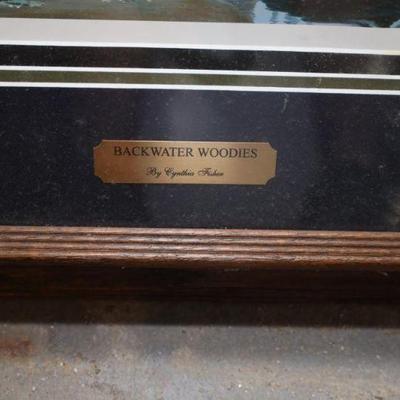 BACKWATER WOODIES
By Cynthia Fisher